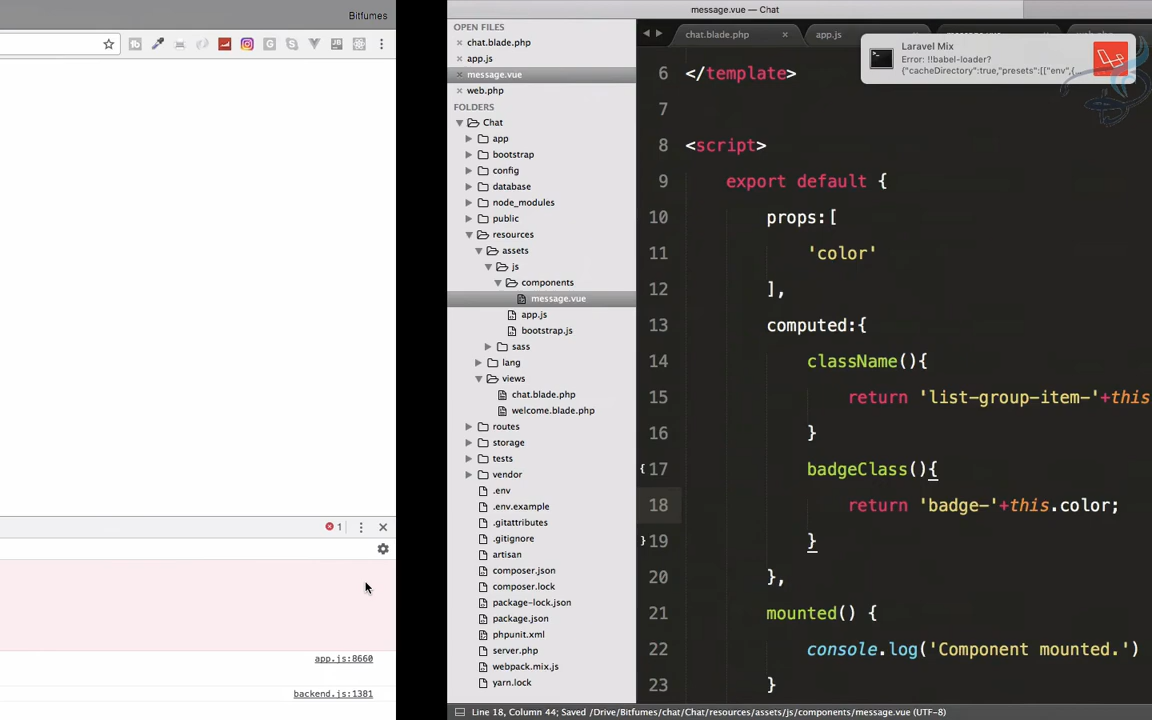 Bitfumes
message.vue — Chat
OPEN FILES
× chat.blade.php
× app.js
× message.vue
× web.php
FOLDERS
Chat
app
bootstrap
config
database
node_modules
public
resources
assets
js
components
message.vue
app.js
bootstrap.js
sass
lang
views
chat.blade.php
welcome.blade.php
routes
storage
tests
vendor
.env
.env.example
.gitattributes
.gitignore
artisan
composer.json
composer.lock
package-lock.json
package.json
phpunit.xml
server.php
webpack.mix.js
yarn.lock
chat.blade.php ×
app.js
Laravel Mix
Error: !!babel-loader?
{"cacheDirectory":true,"presets":[["env",{...
6 </template>
7
8 <script>
9 export default {
10 props:[
11 'color'
12 ],
13 computed:{
14 className(){
15 return 'list-group-item-'+this
16 }
17 badgeClass(){
18 return 'badge-'+this.color;
19 }
20 },
21 mounted() {
22 console.log('Component mounted.')
23 }
1
app.js:8660
backend.js:1381
Line 18, Column 44; Saved /Drive/Bitfumes/chat/Chat/resources/assets/js/components/message.vue (UTF-8)